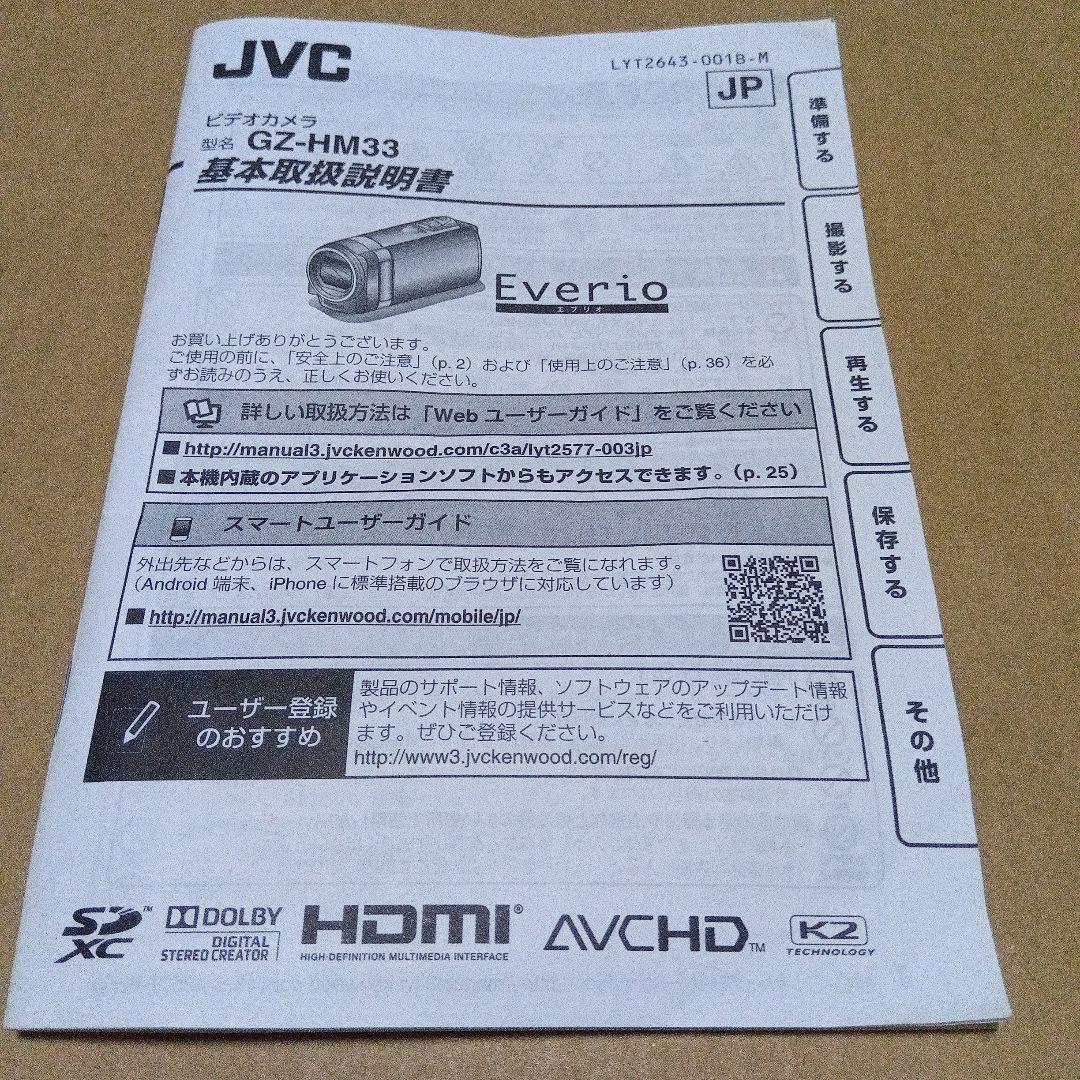 JVC
LYT2643-001B-M
JP
ビデオカメラ
型名 GZ-HM33
基本取扱説明書
Everio
エブリオ
お買い上げありがとうございます。
ご使用の前に、「安全上のご注意」(p. 2) および「使用上のご注意」(p. 36) を必
ずお読みのうえ、正しくお使いください。
詳しい取扱方法は「Web ユーザーガイド」をご覧ください
■ http://manual3.jvckenwood.com/c3a/lyt2577-003jp
■ 本機内蔵のアプリケーションソフトからもアクセスできます。(p. 25)
スマートユーザーガイド
外出先などからは、スマートフォンで取扱方法をご覧になれます。
(Android 端末、iPhone に標準搭載のブラウザに対応しています)
■ http://manual3.jvckenwood.com/mobile/jp/
ユーザー登録
のおすすめ
製品のサポート情報、ソフトウェアのアップデート情報
やイベント情報の提供サービスなどをご利用いただけ
ます。ぜひご登録ください。
http://www3.jvckenwood.com/reg/
準備する
撮影する
再生する
保存する
その他
SD XC™
DOLBY
DIGITAL
STEREO CREATOR
HDMI®
HIGH-DEFINITION MULTIMEDIA INTERFACE
AVCHD™
K2
TECHNOLOGY